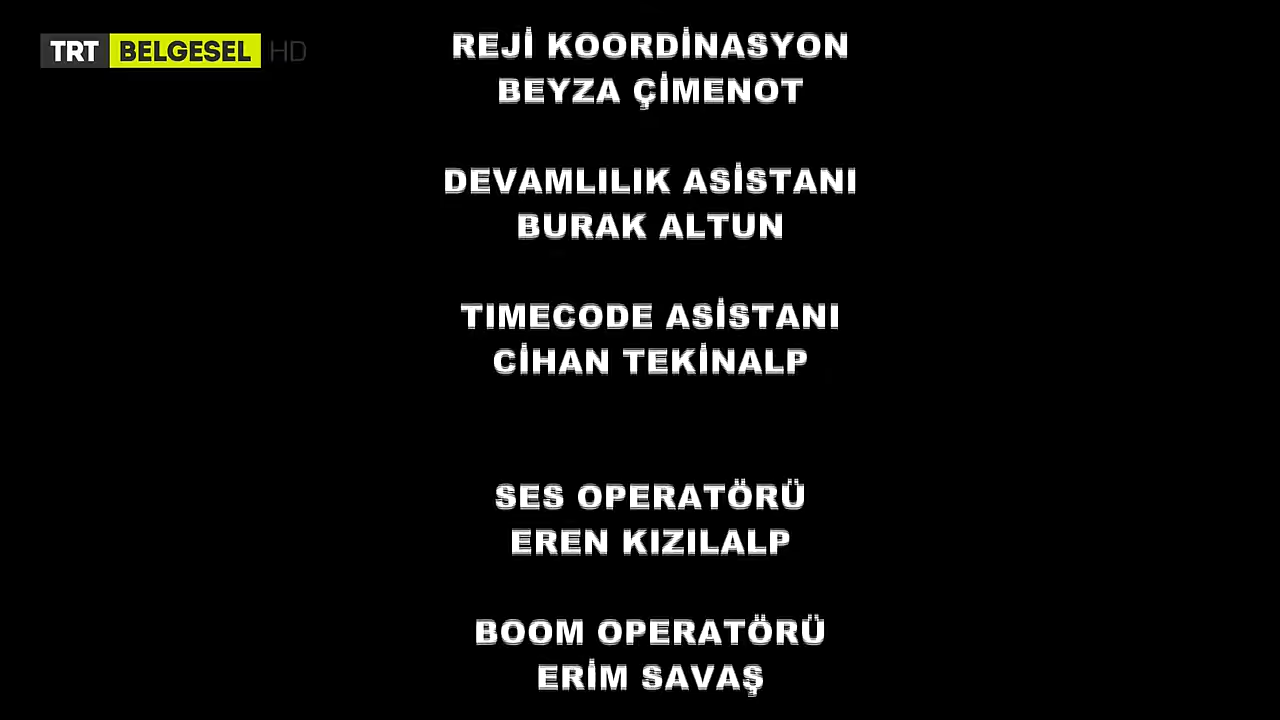 TRT BELGESEL HD
REJİ KOORDİNASYON
BEYZA ÇİMENOT
DEVAMLILIK ASİSTANI
BURAK ALTUN
TIMECODE ASİSTANI
CİHAN TEKİNALP
SES OPERATÖRÜ
EREN KIZILALP
BOOM OPERATÖRÜ
ERİM SAVAŞ